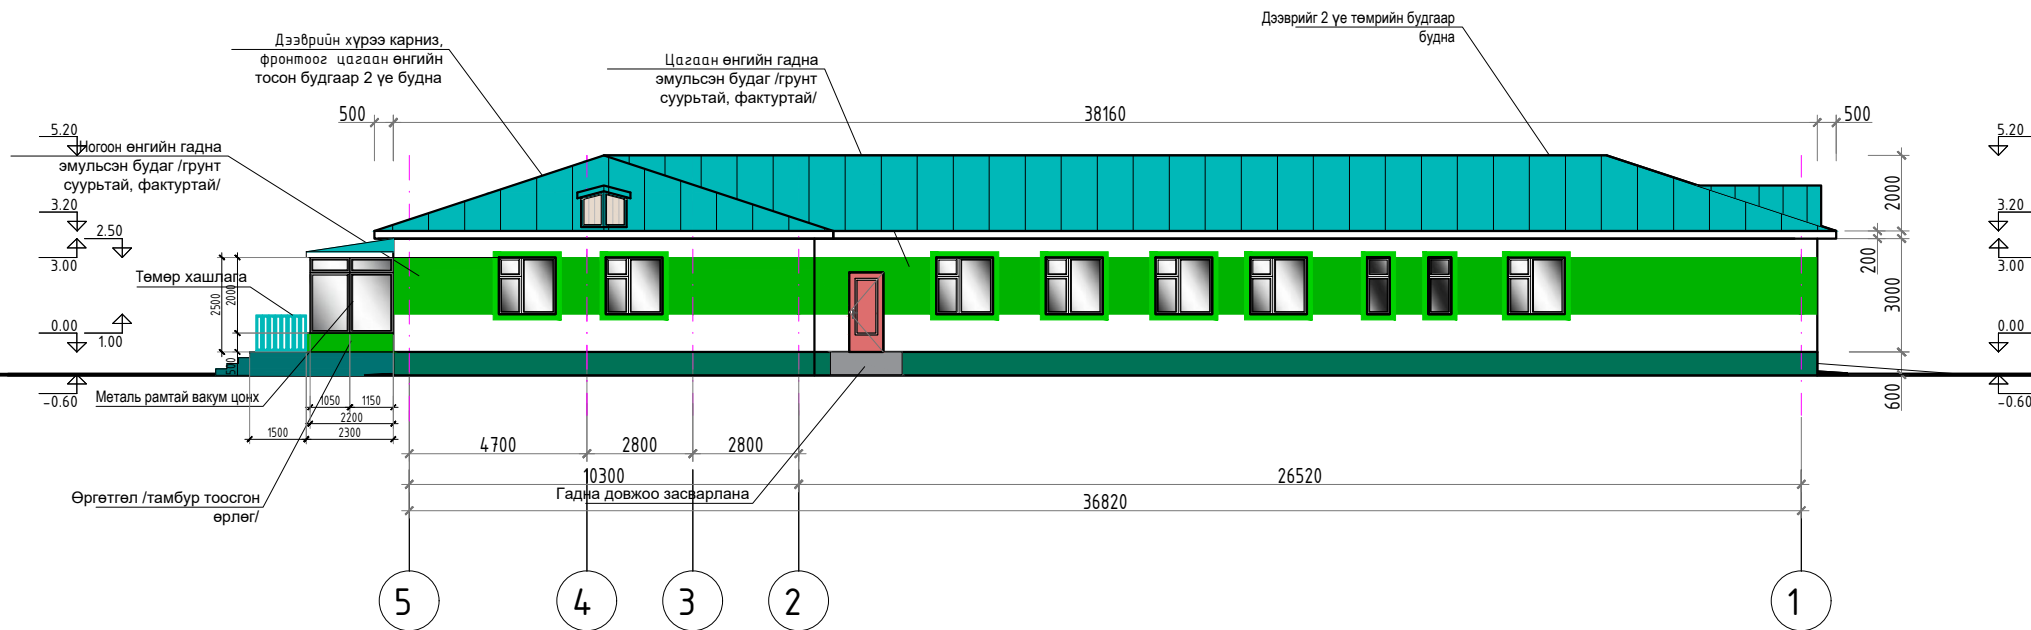 Дээврийг 2 үе төмрийн будгаар
будна
Дээврийн хүрээ карниз,
фронтоог цагаан өнгийн
тосон будгаар 2 үе будна
Цагаан өнгийн гадна
эмульсэн будаг /грунт
суурьтай, фактуртай/
500
38160
500
5.20
5.20
Ногоон өнгийн гадна
эмульсэн будаг /грунт
суурьтай, фактуртай/
2000
3.20
3.20
2.50
3.00
3.00
200
Төмөр хашлага
2500
2000
3000
0.00
0.00
1.00
500
600
-0.60
-0.60
Металь рамтай вакум цонх
1050
1150
2200
1500
2300
4700
2800
2800
10300
26520
Өргөтгөл /тамбур тоосгон
өрлөг/
Гадна довжоо засварлана
36820
5
4
3
2
1